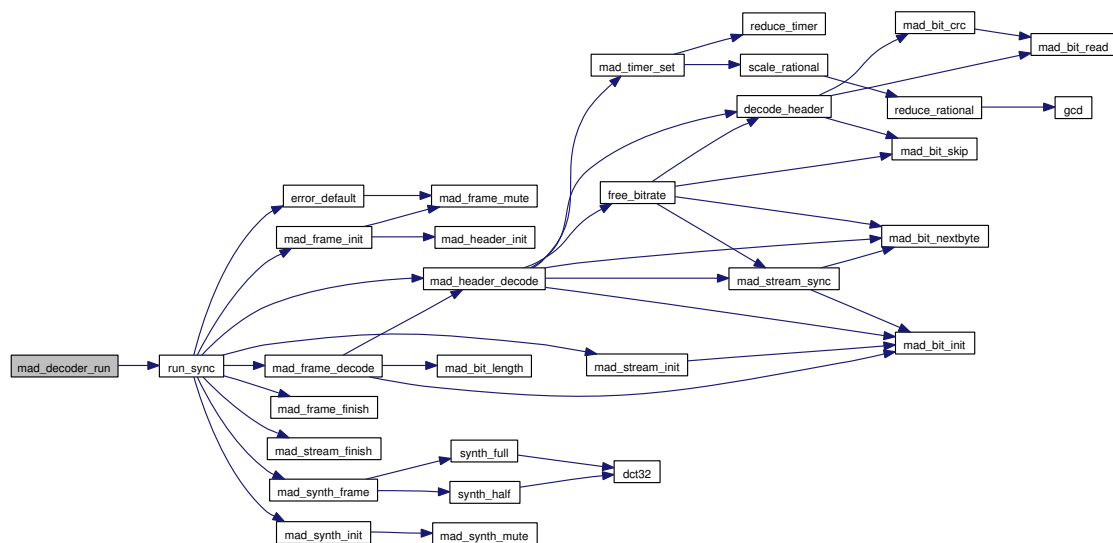 reduce_timer
mad_bit_crc
mad_bit_read
mad_timer_set
scale_rational
decode_header
reduce_rational
gcd
mad_bit_skip
error_default
mad_frame_mute
free_bitrate
mad_frame_init
mad_header_init
mad_bit_nextbyte
mad_header_decode
mad_stream_sync
mad_bit_init
mad_decoder_run
run_sync
mad_frame_decode
mad_bit_length
mad_stream_init
mad_frame_finish
mad_stream_finish
synth_full
dct32
mad_synth_frame
synth_half
mad_synth_init
mad_synth_mute